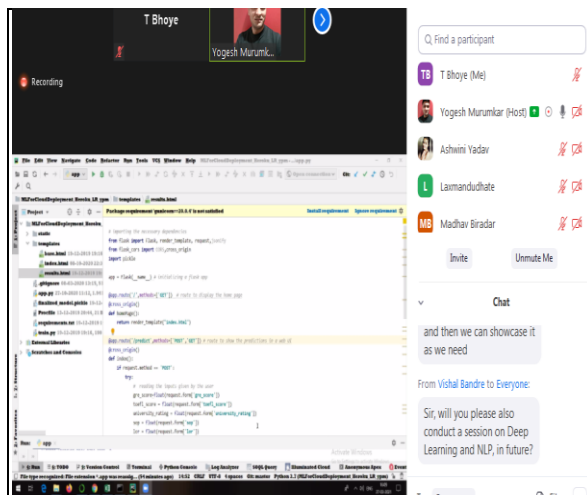 T Bhoye
Yogesh Murumk...
Recording
File Edit View Navigate Code Refactor Run Tools VCS Window Help
app
Project
Package requirement
is not satisfied
Install requirement Ignore requirement
static
templates
base.html
index.html
results.html
.gitignore
app.py
finalized_model.pickle
Procfile
requirements.txt
External Libraries
Scratches and Consoles
# importing the necessary dependencies
from flask import Flask, render_template, request,jsonify
from flask_cors import CORS,cross_origin
import pickle
app = Flask(__name__) # initializing a flask app
@app.route('/',methods=['GET']) # route to display the home page
@cross_origin()
def homePage():
return render_template("index.html")
@app.route('/predict',methods=['POST','GET']) # route to show the predictions in a web UI
@cross_origin()
def index():
if request.method == 'POST':
try:
# reading the inputs given by the user
gre_score=float(request.form['gre_score'])
toefl_score = float(request.form['toefl_score'])
university_rating = float(request.form['university_rating'])
sop = float(request.form['sop'])
lor = float(request.form['lor'])
Activate Windows
Run: app
Run TODO Version Control Terminal Python Console
Find a participant
TB T Bhoye (Me)
Yogesh Murumkar (Host)
Ashwini Yadav
L Laxmandudhate
MB Madhav Biradar
Invite Unmute Me
Chat
and then we can showcase it
as we need
From Vishal Bandre to Everyone:
Sir, will you please also
conduct a session on Deep
Learning and NLP, in future?